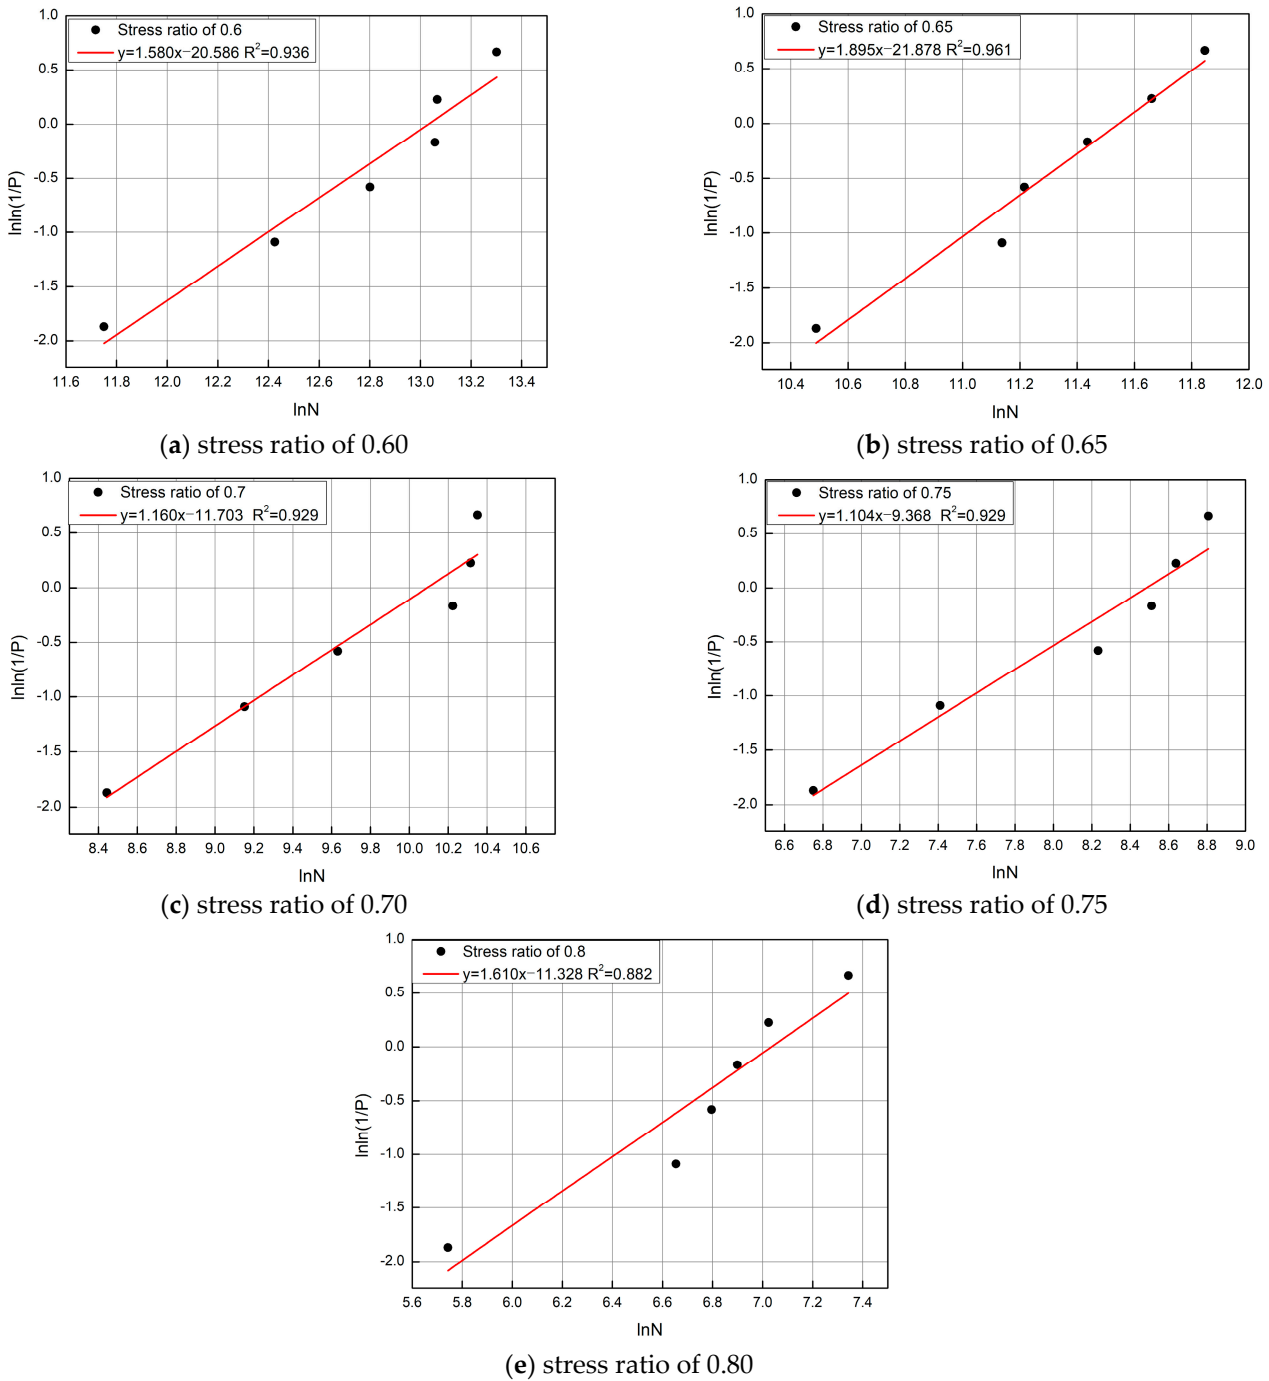 1.0
0.5
0.0
-0.5
-1.0
-1.5
-2.0
lnln(1/P)
Stress ratio of 0.6
y=1.580x−20.586 R²=0.936
11.6 11.8 12.0 12.2 12.4 12.6 12.8 13.0 13.2 13.4
lnN
(a) stress ratio of 0.60
1.0
0.5
0.0
-0.5
-1.0
-1.5
-2.0
lnln(1/P)
Stress ratio of 0.65
y=1.895x−21.878 R²=0.961
10.4 10.6 10.8 11.0 11.2 11.4 11.6 11.8 12.0
lnN
(b) stress ratio of 0.65
1.0
0.5
0.0
-0.5
-1.0
-1.5
-2.0
lnln(1/P)
Stress ratio of 0.7
y=1.160x−11.703 R²=0.929
8.4 8.6 8.8 9.0 9.2 9.4 9.6 9.8 10.0 10.2 10.4 10.6
lnN
(c) stress ratio of 0.70
1.0
0.5
0.0
-0.5
-1.0
-1.5
-2.0
lnln(1/P)
Stress ratio of 0.75
y=1.104x−9.368 R²=0.929
6.6 6.8 7.0 7.2 7.4 7.6 7.8 8.0 8.2 8.4 8.6 8.8 9.0
lnN
(d) stress ratio of 0.75
1.0
0.5
0.0
-0.5
-1.0
-1.5
-2.0
lnln(1/P)
Stress ratio of 0.8
y=1.610x−11.328 R²=0.882
5.6 5.8 6.0 6.2 6.4 6.6 6.8 7.0 7.2 7.4
lnN
(e) stress ratio of 0.80